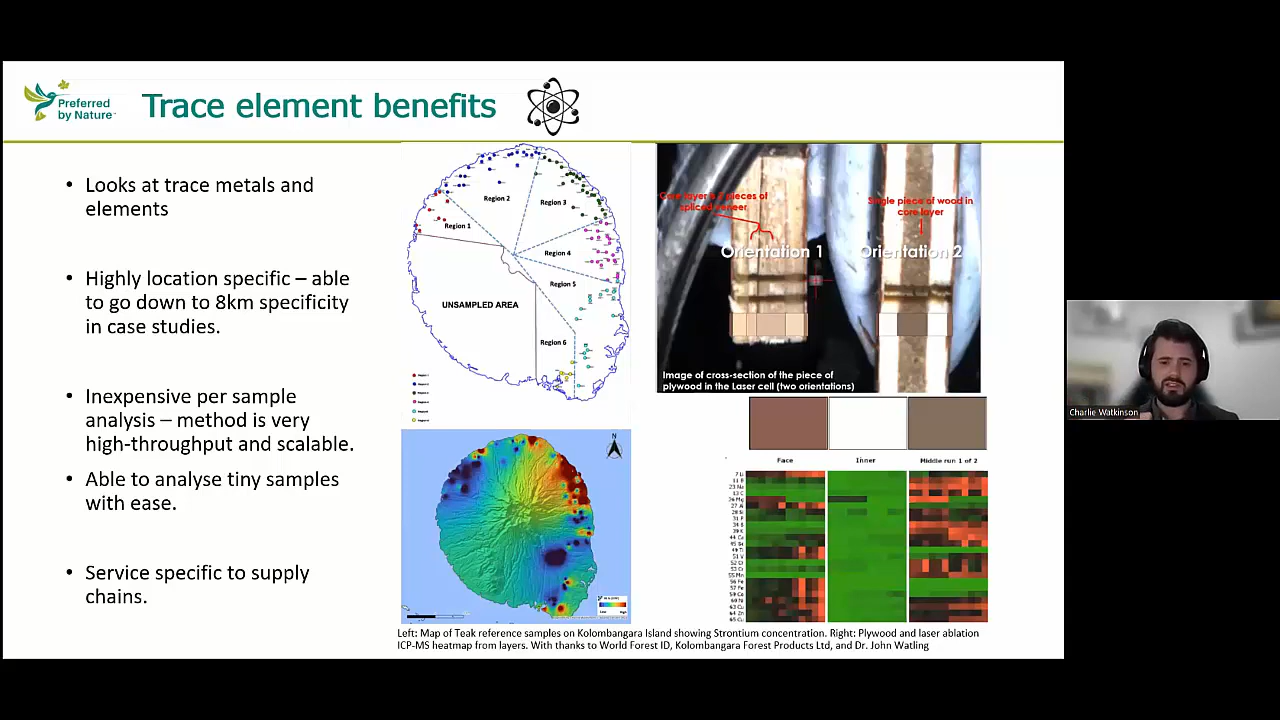 Preferred
by Nature™
Trace element benefits
• Looks at trace metals and
elements
• Highly location specific – able
to go down to 8km specificity
in case studies.
• Inexpensive per sample
analysis – method is very
high-throughput and scalable.
• Able to analyse tiny samples
with ease.
• Service specific to supply
chains.
Region 1
Region 2
Region 3
Region 4
Region 5
Region 6
UNSAMPLED AREA
N
Low
High
spliced veneer
Single piece of wood in
core layer
Orientation 1
Orientation 2
Image of cross-section of the piece of
plywood in the Laser cell (two orientations)
Face
Inner
Middle run 1 of 2
Left: Map of Teak reference samples on Kolombangara Island showing Strontium concentration. Right: Plywood and laser ablation
ICP-MS heatmap from layers. With thanks to World Forest ID, Kolombangara Forest Products Ltd, and Dr. John Watling
Charlie Watkinson